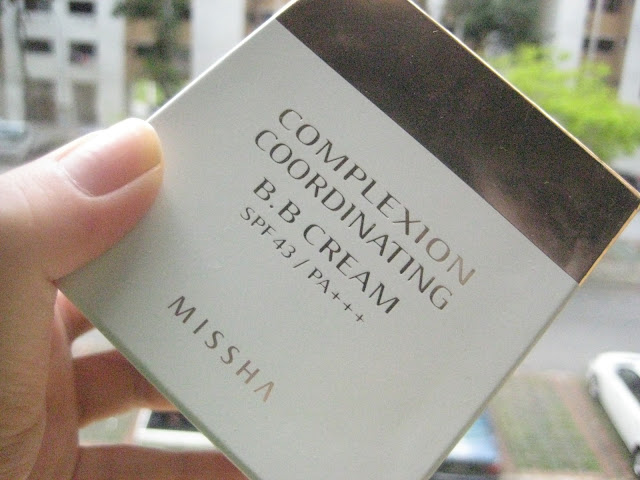 COMPLEXION
COORDINATING
B.B CREAM
SPF 43 / PA+++
MISSHA